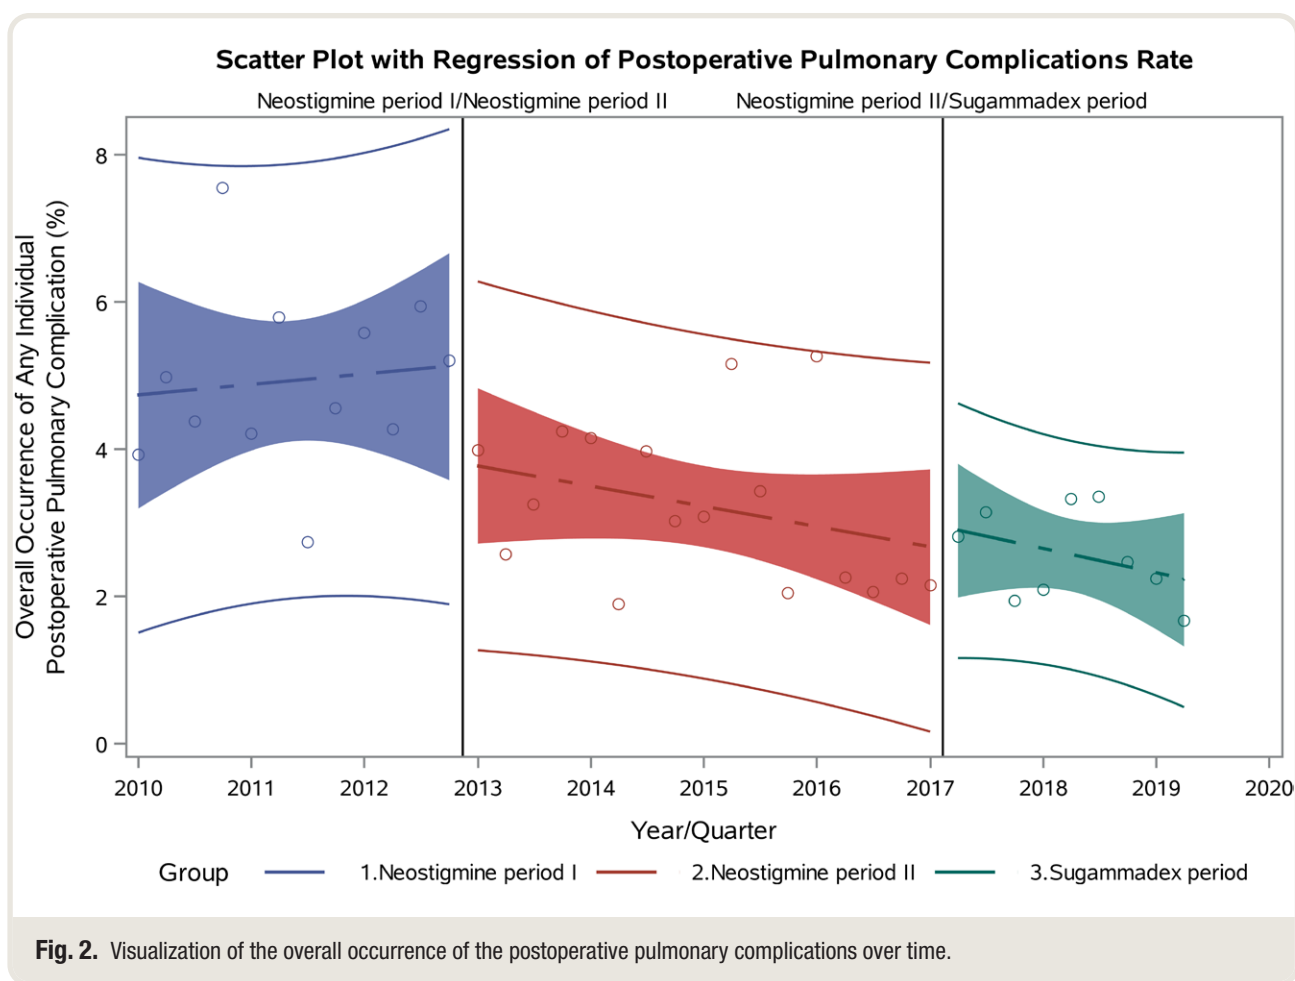 Scatter Plot with Regression of Postoperative Pulmonary Complications Rate
Neostigmine period I/Neostigmine period II
Neostigmine period II/Sugammadex period
Overall Occurrence of Any Individual
Postoperative Pulmonary Complication (%)
8
6
4
2
0
2010 2011 2012 2013 2014 2015 2016 2017 2018 2019 2020
Year/Quarter
Group 1.Neostigmine period I 2.Neostigmine period II 3.Sugammadex period
Fig. 2. Visualization of the overall occurrence of the postoperative pulmonary complications over time.